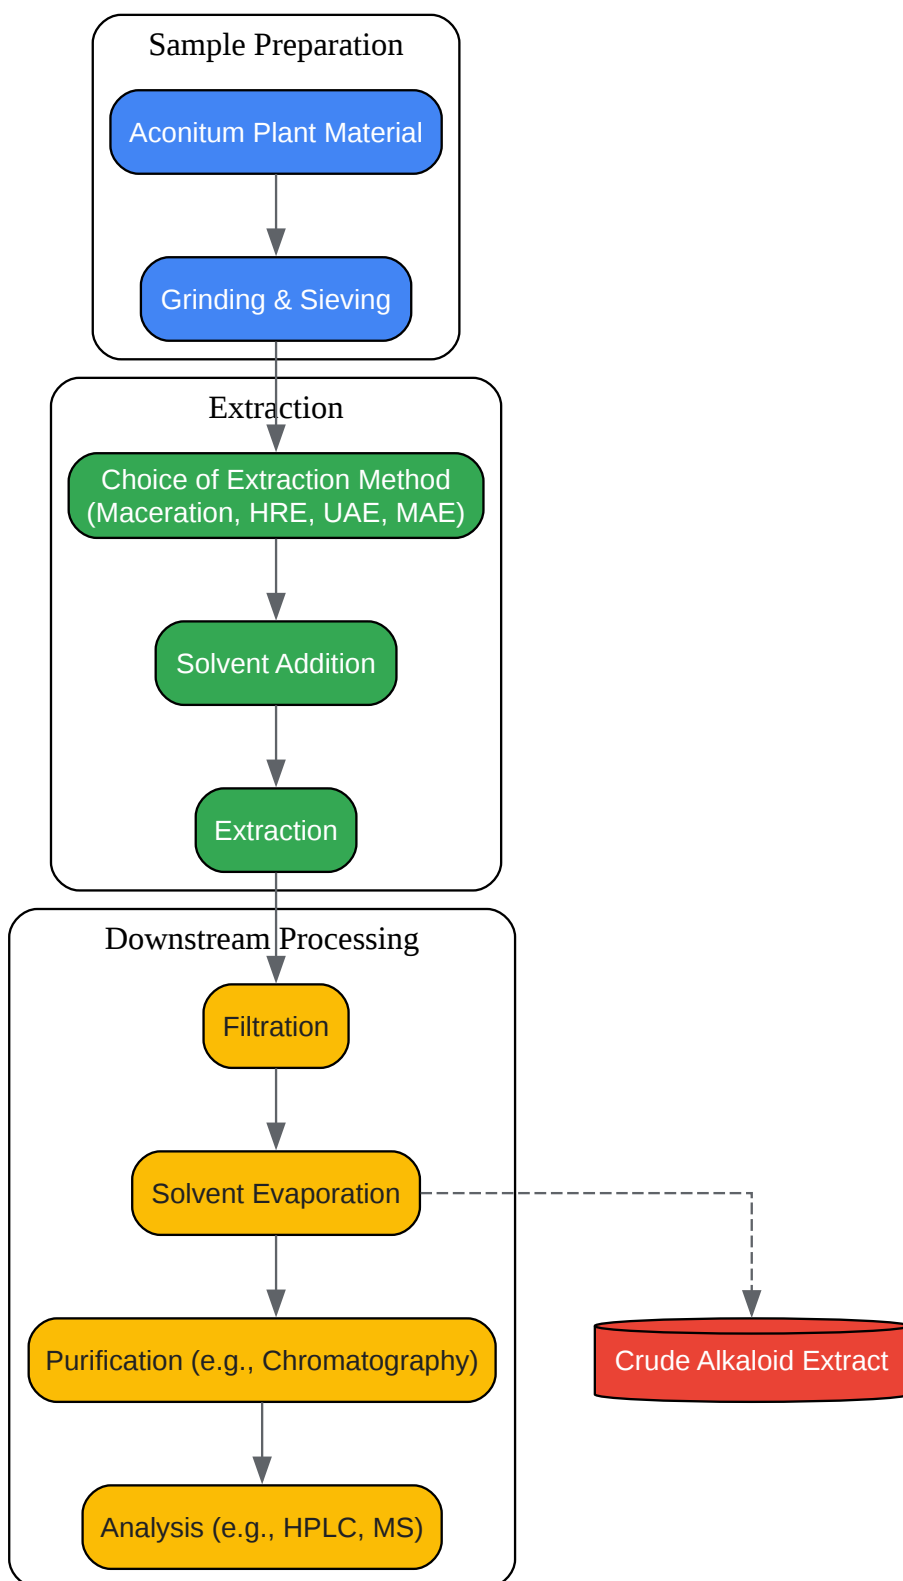 Sample Preparation
Aconitum Plant Material
Grinding & Sieving
Extraction
Choice of Extraction Method
(Maceration, HRE, UAE, MAE)
Solvent Addition
Extraction
Downstream Processing
Filtration
Solvent Evaporation
Purification (e.g., Chromatography)
Crude Alkaloid Extract
Analysis (e.g., HPLC, MS)